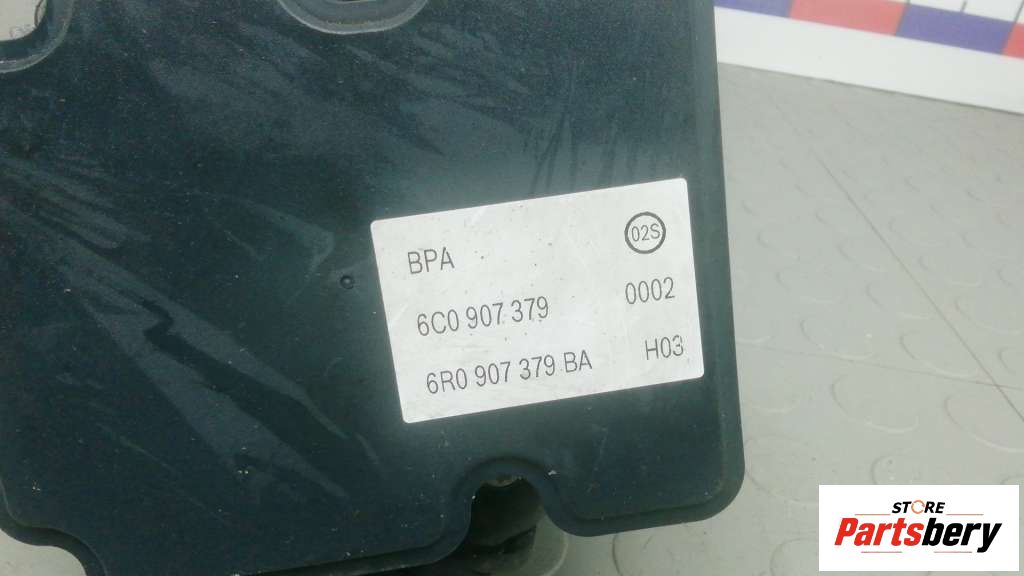 BPA 02S
6C0 907 379 0002
6R0 907 379 BA H03
STORE
Partsbery